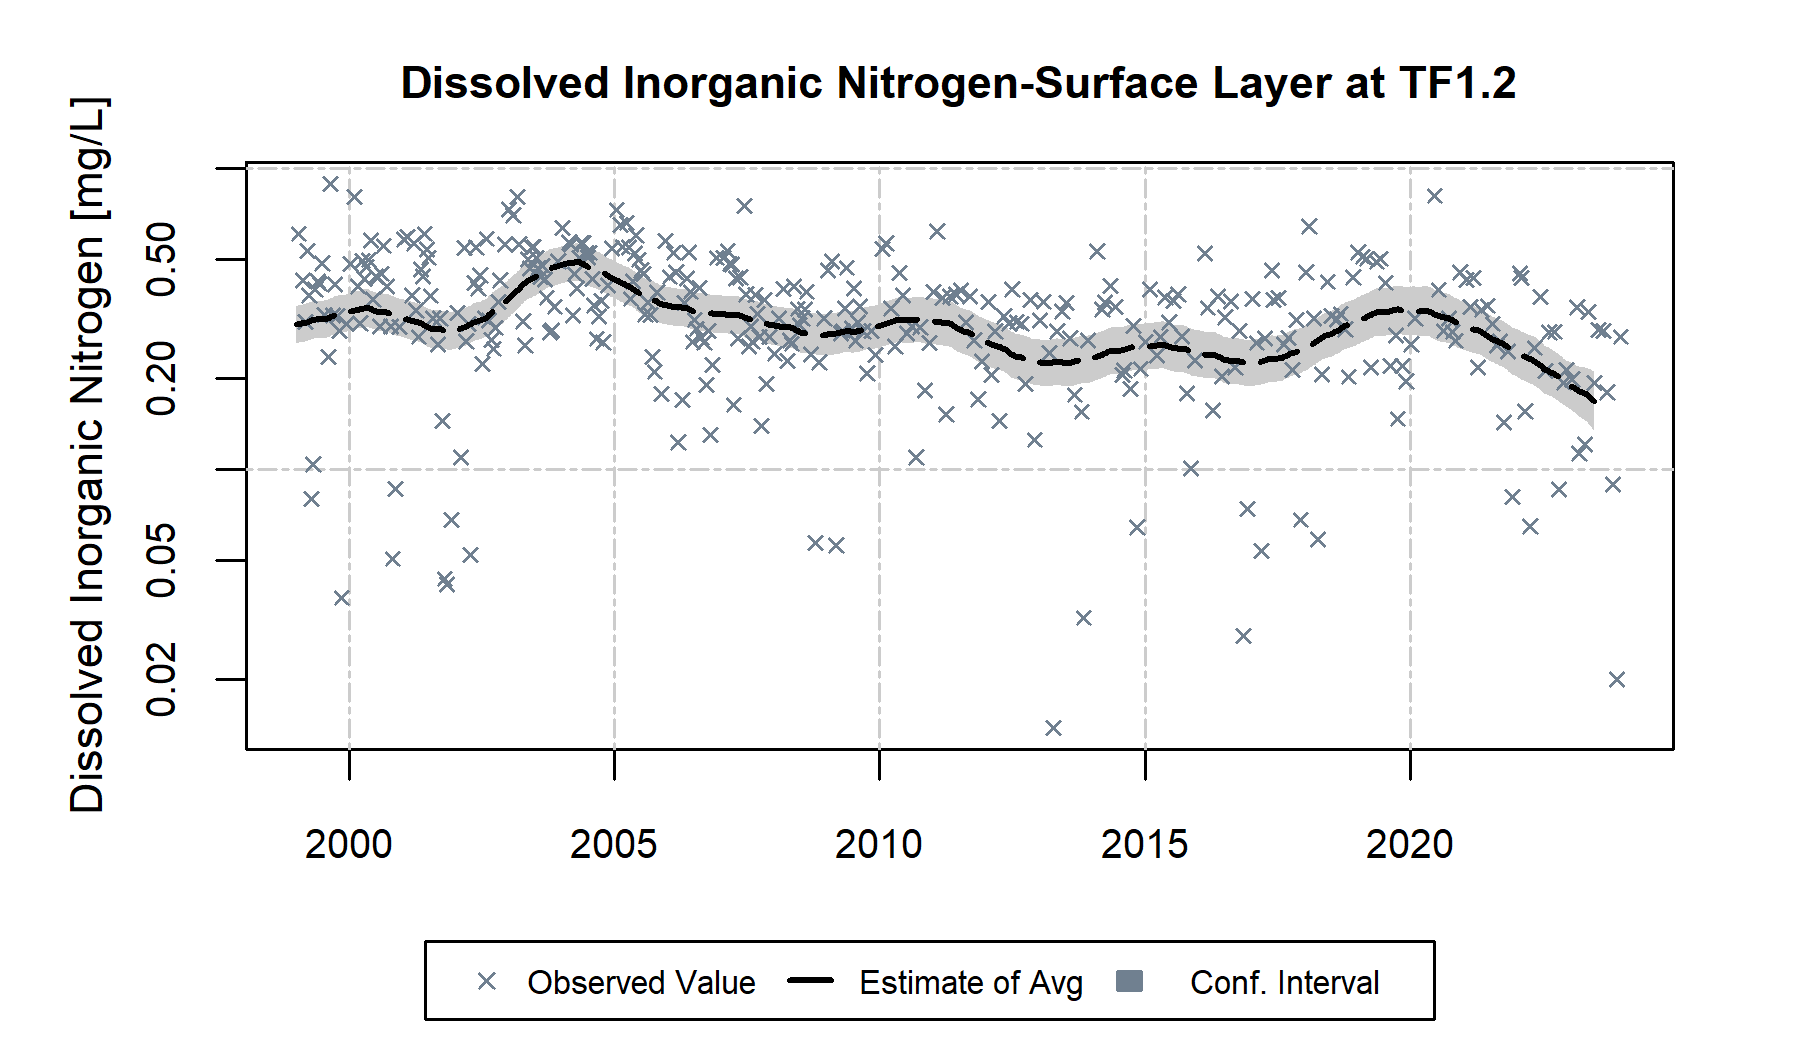 Dissolved Inorganic Nitrogen-Surface Layer at TF1.2
Dissolved Inorganic Nitrogen [mg/L]
0.50
0.20
0.05
0.02
2000 2005 2010 2015 2020
Observed Value Estimate of Avg Conf. Interval